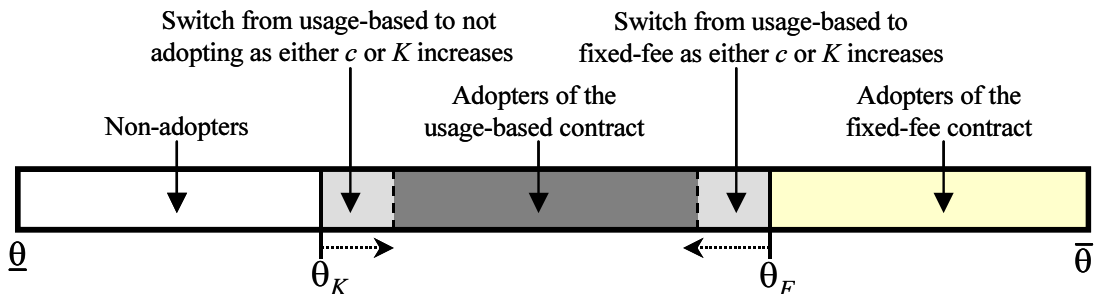 Switch from usage-based to not
adopting as either c or K increases
Switch from usage-based to
fixed-fee as either c or K increases
Non-adopters
Adopters of the
usage-based contract
Adopters of the
fixed-fee contract
θ
θK
θF
θ̅